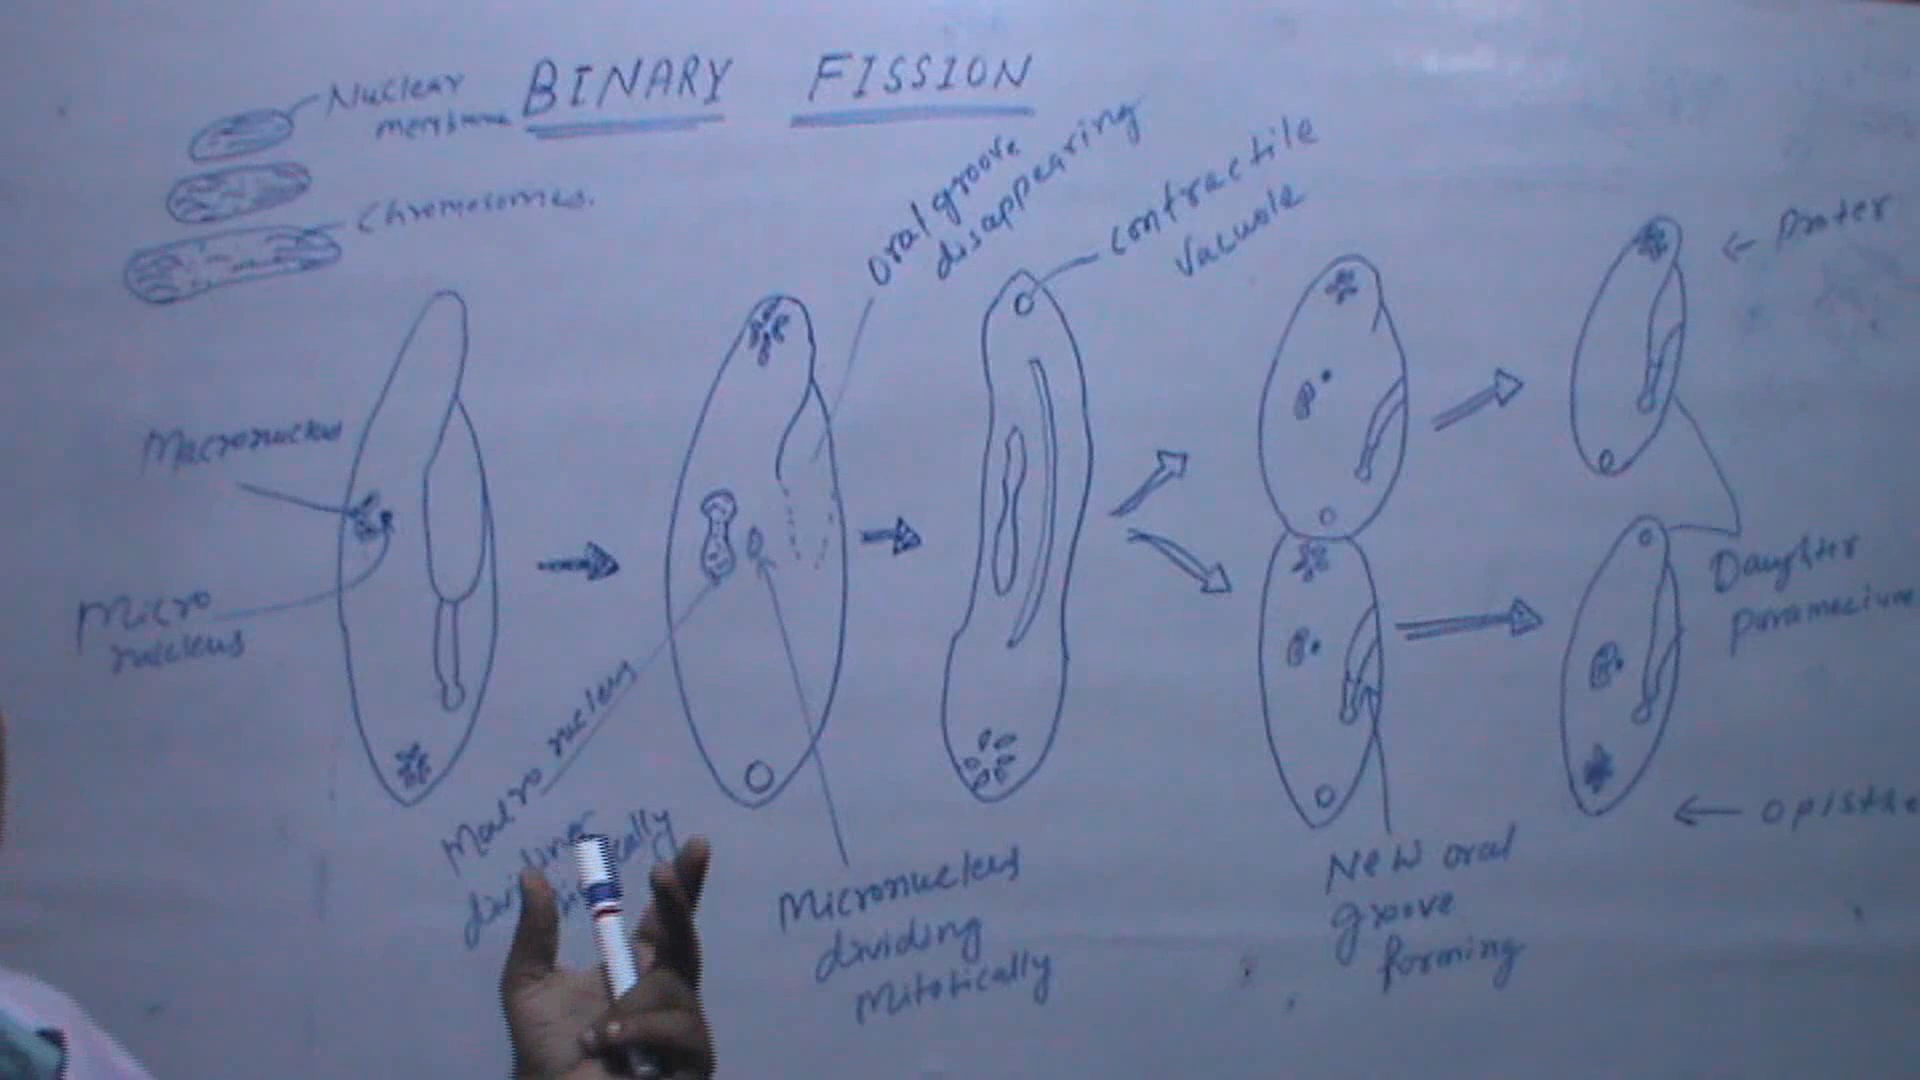 BINARY FISSION
Nuclear
membrane
Chromosomes.
Oral groove
disappearing
contractile
vacuole
← Proter
Macronucleus
Micro
nucleus
Macro nucleus
Micronucleus
dividing
mitotically
New oral
groove
forming
Daughter
paramecium
← opisthe